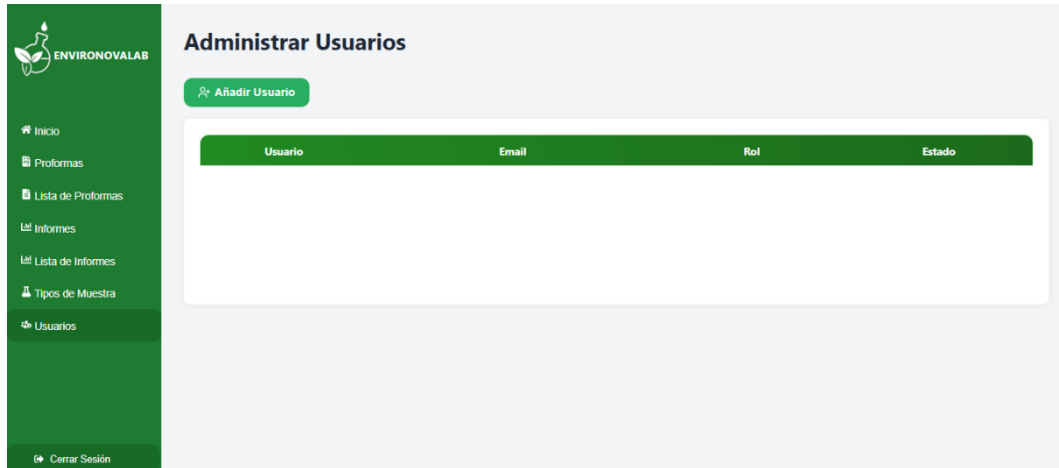 ENVIRONOVALAB
Inicio
Proformas
Lista de Proformas
Informes
Lista de Informes
Tipos de Muestra
Usuarios
Cerrar Sesión
Administrar Usuarios
Añadir Usuario
Usuario Email Rol Estado